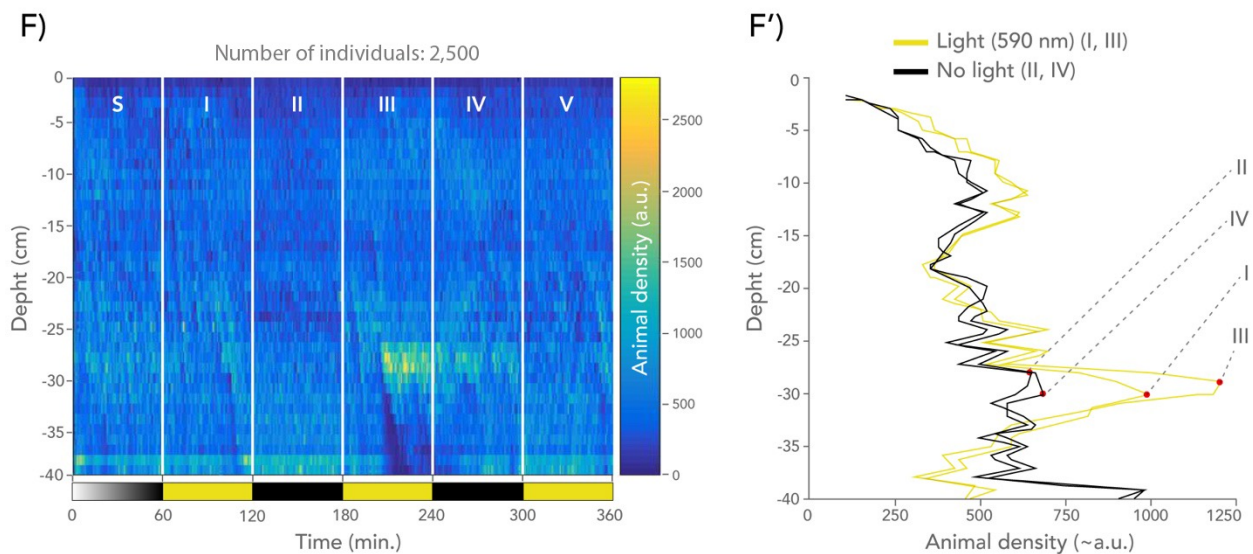 F)
Number of individuals: 2,500
S I II III IV V
0
-5
-10
-15
-20
-25
-30
-35
-40
Depht (cm)
0 60 120 180 240 300 360
Time (min.)
2500
2000
1500
1000
500
0
Animal density (a.u.)
F')
Light (590 nm) (I, III)
No light (II, IV)
0
-5
-10
-15
-20
-25
-30
-35
-40
Depth (cm)
II
IV
I
III
0 250 500 750 1000 1250
Animal density (~a.u.)